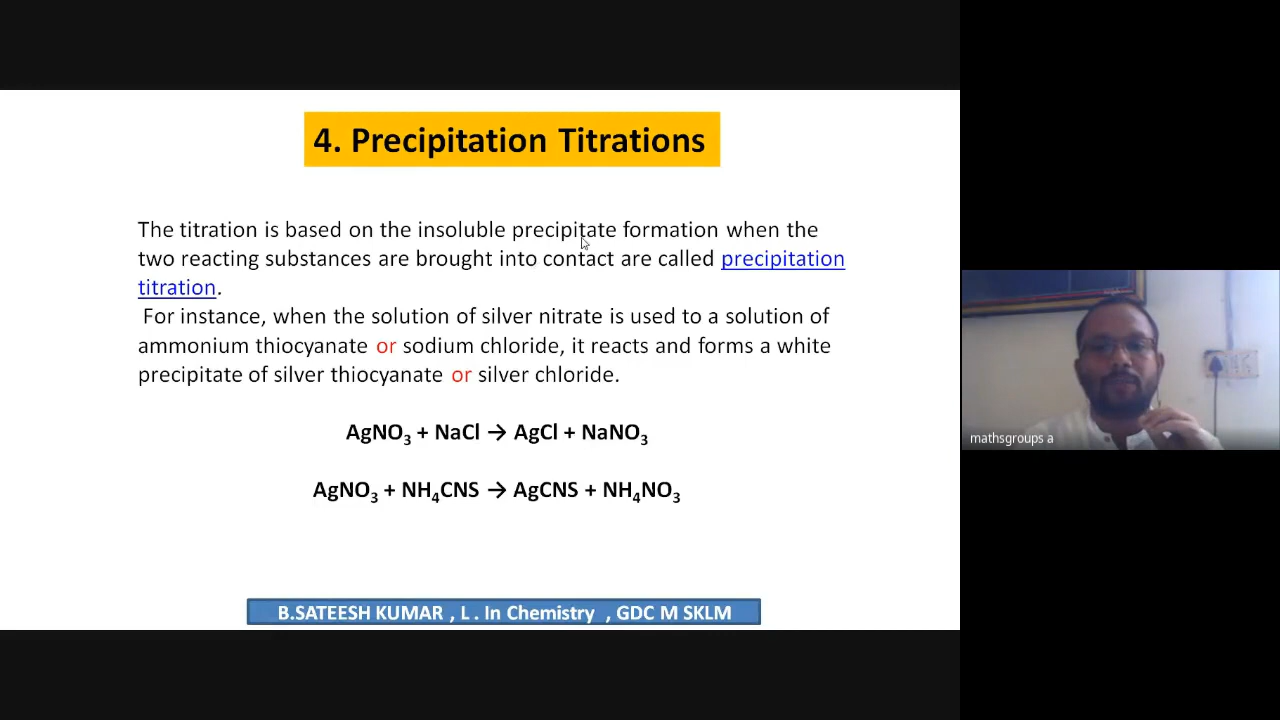 4. Precipitation Titrations
The titration is based on the insoluble precipitate formation when the
two reacting substances are brought into contact are called precipitation
titration.
For instance, when the solution of silver nitrate is used to a solution of
ammonium thiocyanate or sodium chloride, it reacts and forms a white
precipitate of silver thiocyanate or silver chloride.
AgNO₃ + NaCl → AgCl + NaNO₃
AgNO₃ + NH₄CNS → AgCNS + NH₄NO₃
B.SATEESH KUMAR , L . In Chemistry , GDC M SKLM
mathsgroups a